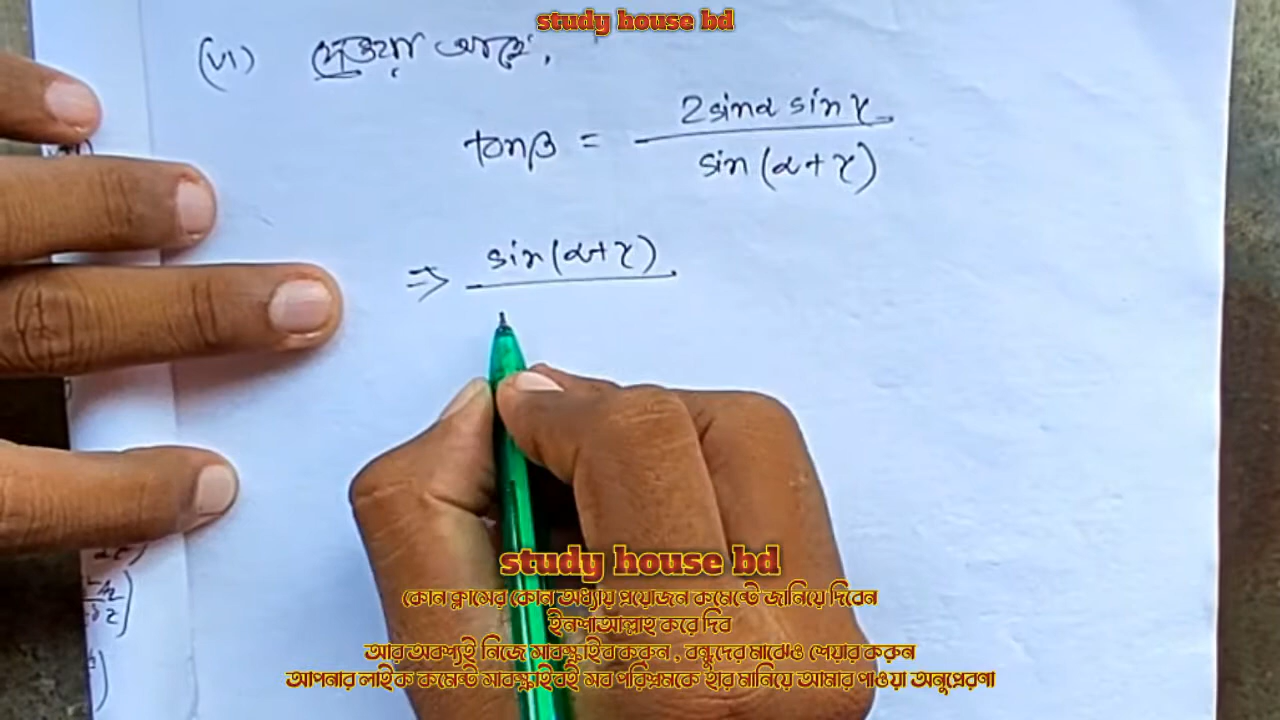 study house bd
(vi) দেওয়া আছে,
tanβ = 2sinα sinγ / sin(α+γ)
⇒ sin(α+γ)
study house bd
কোন ক্লাসের কোন অধ্যায় প্রয়োজন কমেন্টে জানিয়ে দিবেন
ইনশাআল্লাহ করে দিব
আর অবশ্যই নিজে সাবস্ক্রাইব করুন , বন্ধুদের মাঝেও শেয়ার করুন
আপনার লাইক কমেন্ট সাবস্ক্রাইবই সব পরিশ্রমকে হার মানিয়ে আমার পাওয়া অনুপ্রেরণা